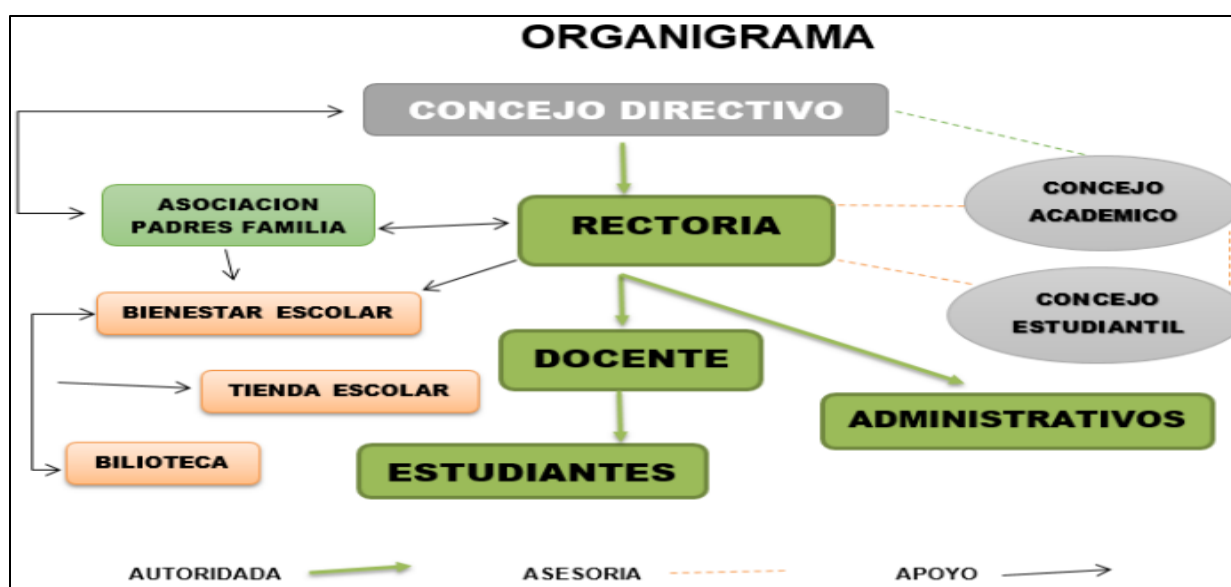 ORGANIGRAMA
CONCEJO DIRECTIVO
ASOCIACION
PADRES FAMILIA
RECTORIA
CONCEJO
ACADEMICO
BIENESTAR ESCOLAR
CONCEJO
ESTUDIANTIL
DOCENTE
TIENDA ESCOLAR
ADMINISTRATIVOS
BILIOTECA
ESTUDIANTES
AUTORIDADA
ASESORIA
APOYO